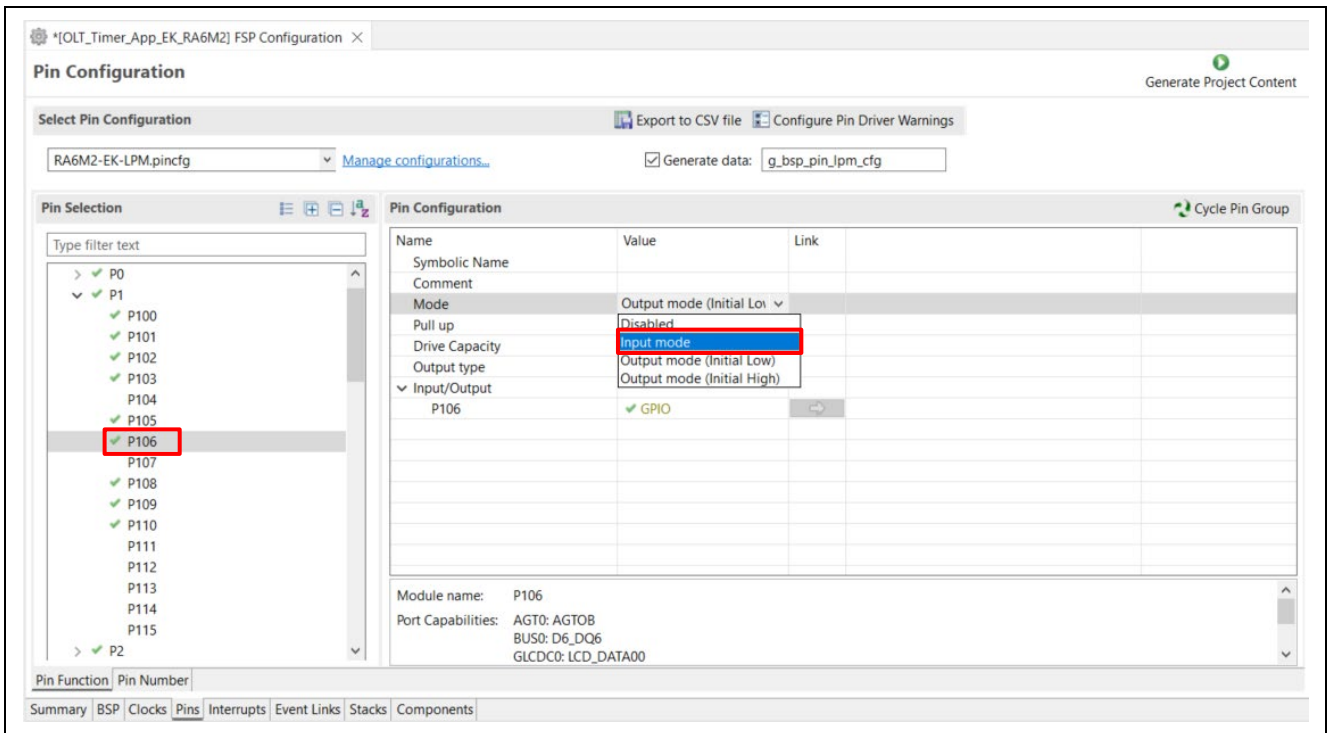 *[OLT_Timer_App_EK_RA6M2] FSP Configuration
Pin Configuration
Generate Project Content
Select Pin Configuration
Export to CSV file
Configure Pin Driver Warnings
RA6M2-EK-LPM.pincfg
Manage configurations...
Generate data:
g_bsp_pin_lpm_cfg
Pin Selection
Type filter text
P0
P1
P100
P101
P102
P103
P104
P105
P106
P107
P108
P109
P110
P111
P112
P113
P114
P115
P2
Pin Configuration
Cycle Pin Group
Name Value Link
Symbolic Name
Comment
Mode Output mode (Initial Lov
Pull up
Drive Capacity
Output type
Disabled
Input mode
Output mode (Initial Low)
Output mode (Initial High)
Input/Output
P106 GPIO
Module name: P106
Port Capabilities: AGT0: AGTOB
BUS0: D6_DQ6
GLCDC0: LCD_DATA00
Pin Function Pin Number
Summary BSP Clocks Pins Interrupts Event Links Stacks Components